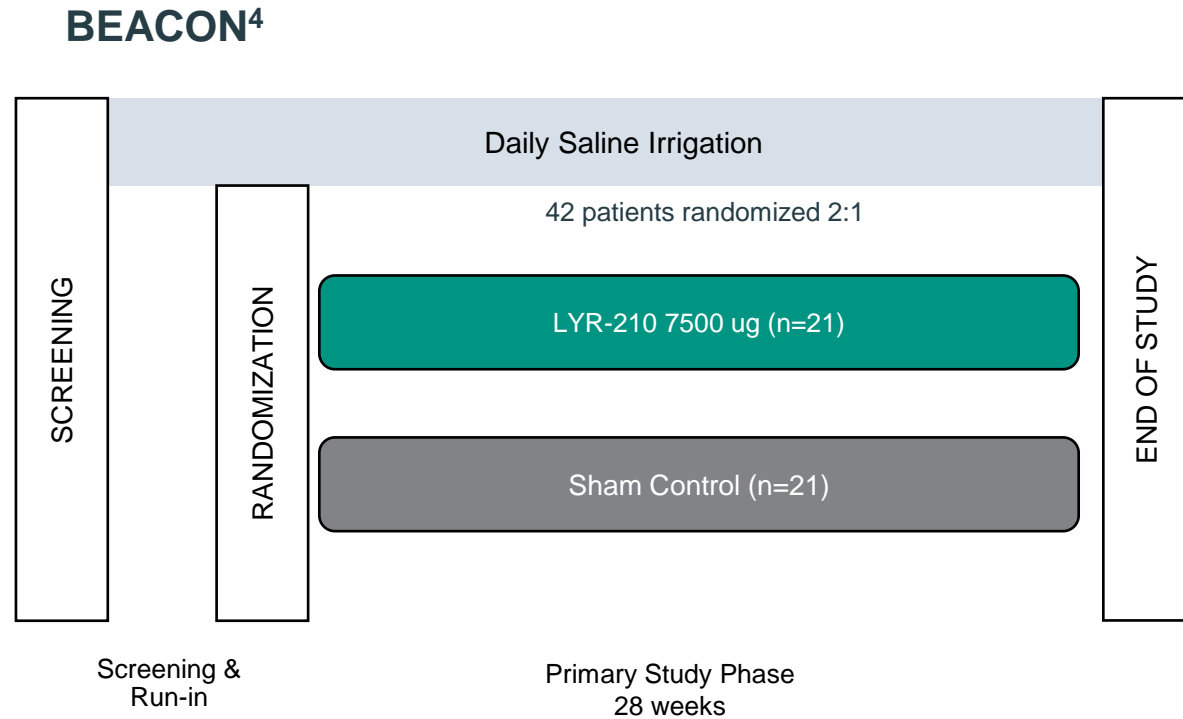 BEACON⁴
Daily Saline Irrigation
42 patients randomized 2:1
SCREENING
RANDOMIZATION
LYR-210 7500 ug (n=21)
Sham Control (n=21)
END OF STUDY
Screening &
Run-in
Primary Study Phase
28 weeks